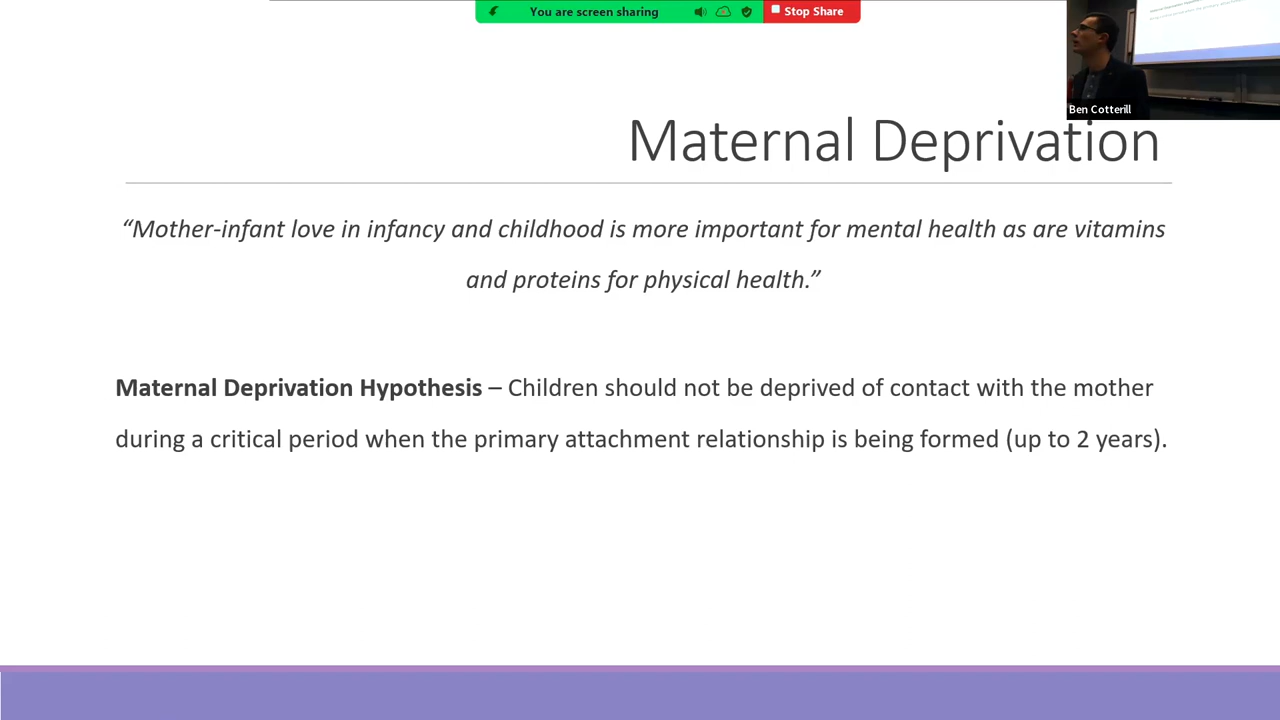 You are screen sharing
Stop Share
Ben Cotterill
Maternal Deprivation
“Mother-infant love in infancy and childhood is more important for mental health as are vitamins
and proteins for physical health.”
Maternal Deprivation Hypothesis – Children should not be deprived of contact with the mother
during a critical period when the primary attachment relationship is being formed (up to 2 years).